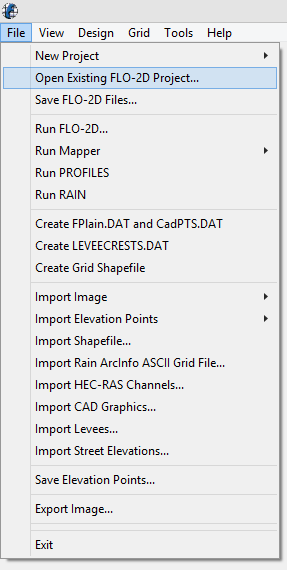 File View Design Grid Tools Help
New Project
Open Existing FLO-2D Project...
Save FLO-2D Files...
Run FLO-2D...
Run Mapper
Run PROFILES
Run RAIN
Create FPlain.DAT and CadPTS.DAT
Create LEVEECRESTS.DAT
Create Grid Shapefile
Import Image
Import Elevation Points
Import Shapefile...
Import Rain ArcInfo ASCII Grid File...
Import HEC-RAS Channels...
Import CAD Graphics...
Import Levees...
Import Street Elevations...
Save Elevation Points...
Export Image...
Exit